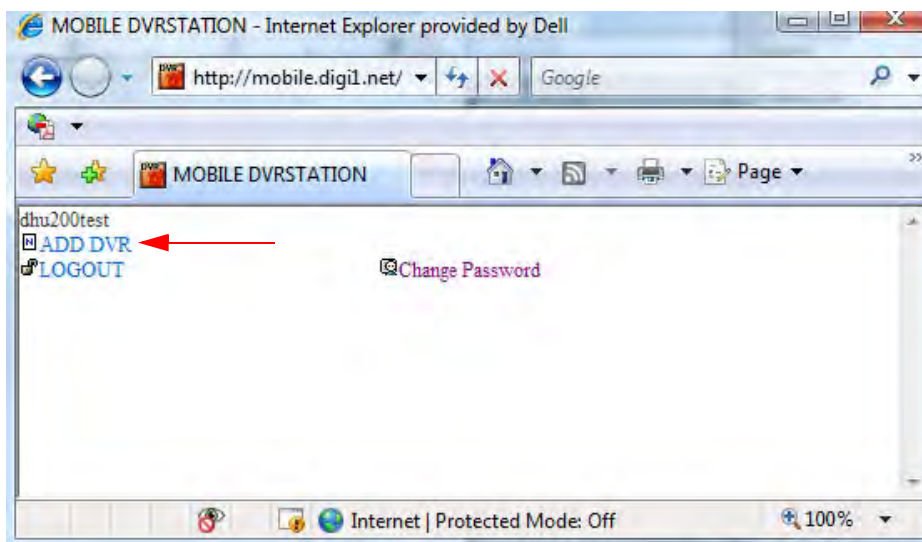 MOBILE DVRSTATION - Internet Explorer provided by Dell
http://mobile.digi1.net/ Google
MOBILE DVRSTATION Page
dhu200test
ADD DVR
LOGOUT Change Password
Internet | Protected Mode: Off 100%